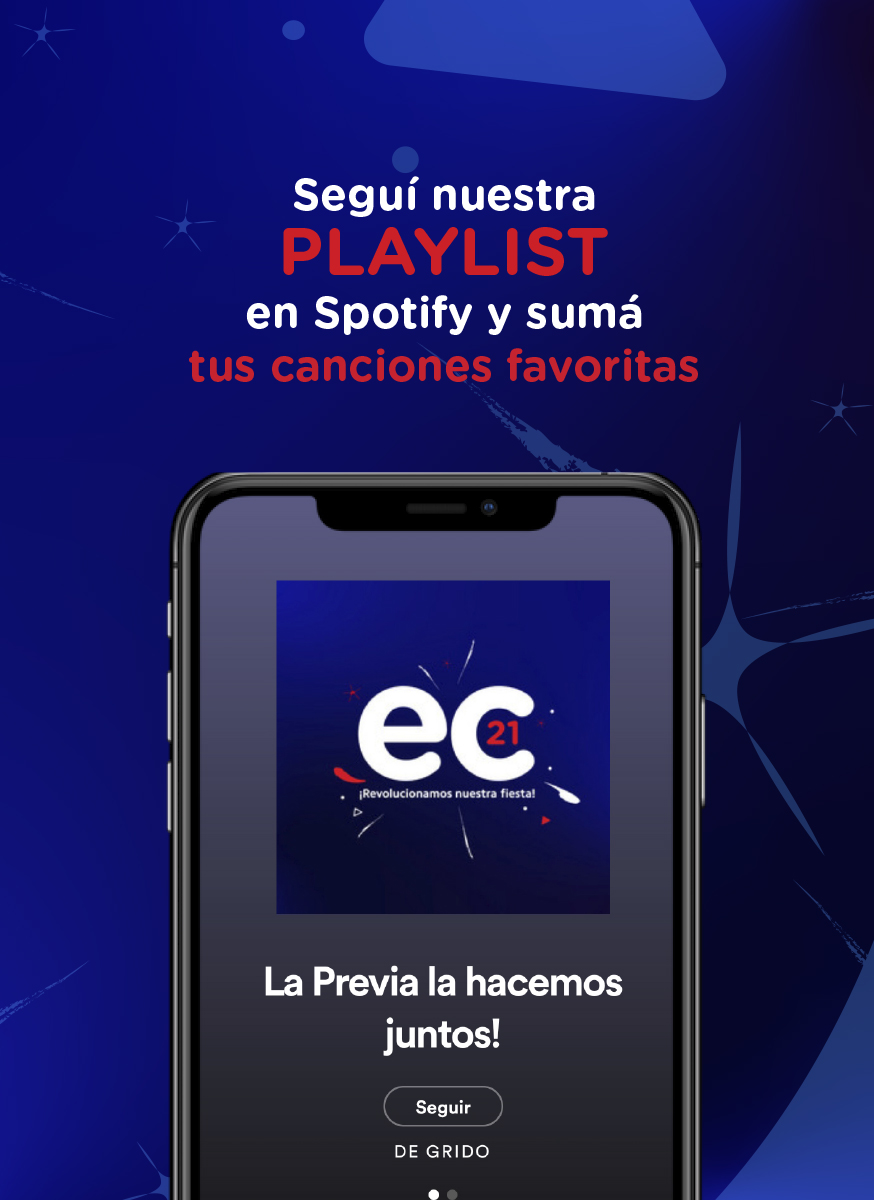 Seguí nuestra
PLAYLIST
en Spotify y sumá
tus canciones favoritas
ec
21
¡Revolucionamos nuestra fiesta!
La Previa la hacemos
juntos!
Seguir
DE GRIDO